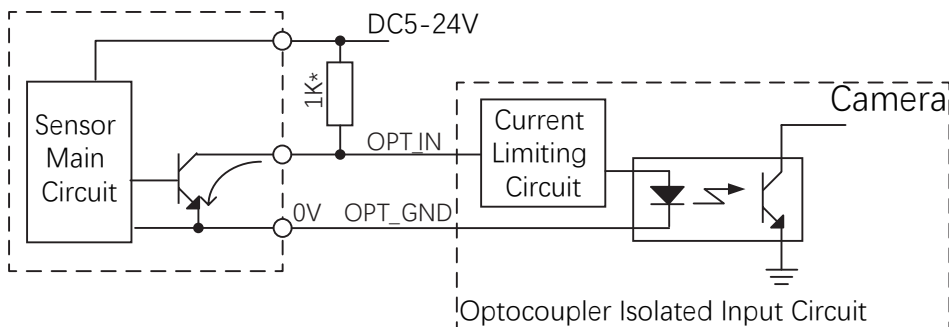 DC5-24V
1K*
Camera
Sensor
Main
Circuit
OPT_IN
Current
Limiting
Circuit
0V OPT_GND
Optocoupler Isolated Input Circuit